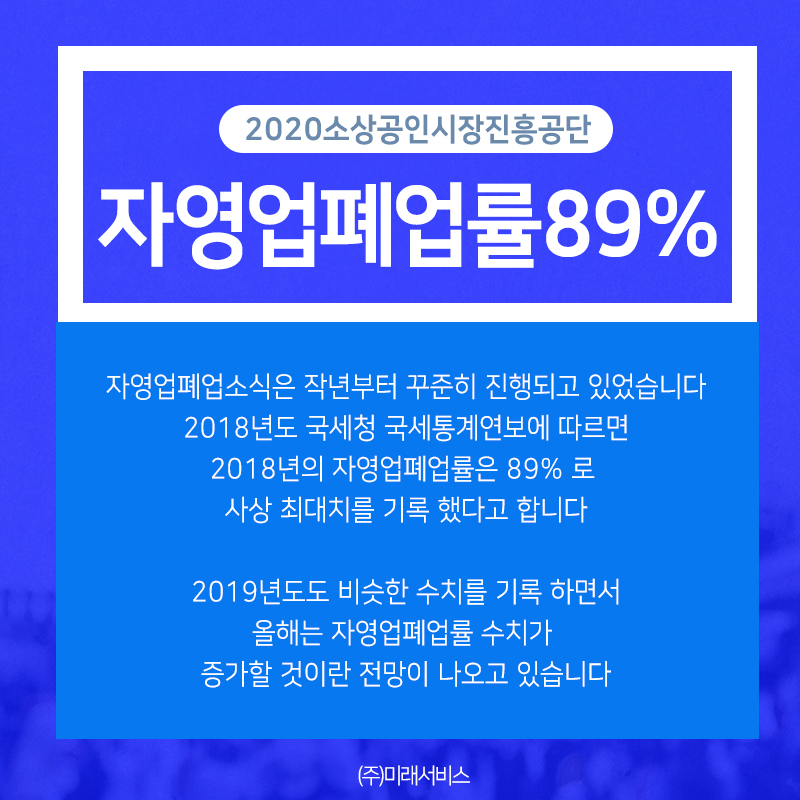 2020소상공인시장진흥공단
자영업폐업률89%
자영업폐업소식은 작년부터 꾸준히 진행되고 있었습니다
2018년도 국세청 국세통계연보에 따르면
2018년의 자영업폐업률은 89% 로
사상 최대치를 기록 했다고 합니다
2019년도도 비슷한 수치를 기록 하면서
올해는 자영업폐업률 수치가
증가할 것이란 전망이 나오고 있습니다
(주)미래서비스